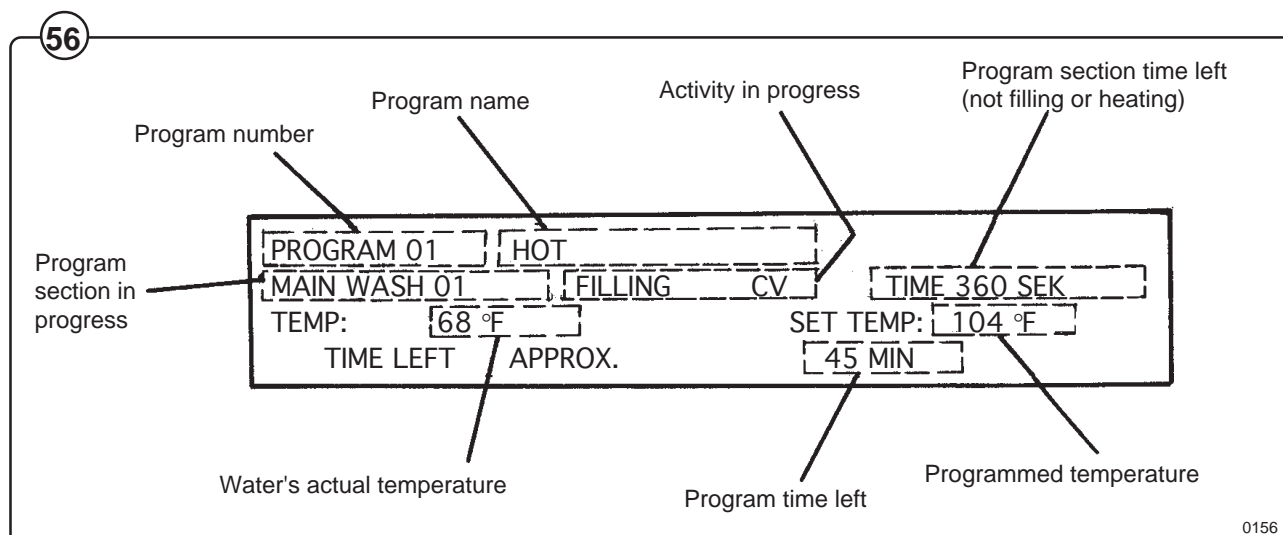 56
Program section time left
(not filling or heating)
Activity in progress
Program name
Program number
Program
section in
progress
PROGRAM 01 HOT
MAIN WASH 01 FILLING CV TIME 360 SEK
TEMP: 68 °F SET TEMP: 104 °F
TIME LEFT APPROX. 45 MIN
Water's actual temperature
Program time left
Programmed temperature
0156